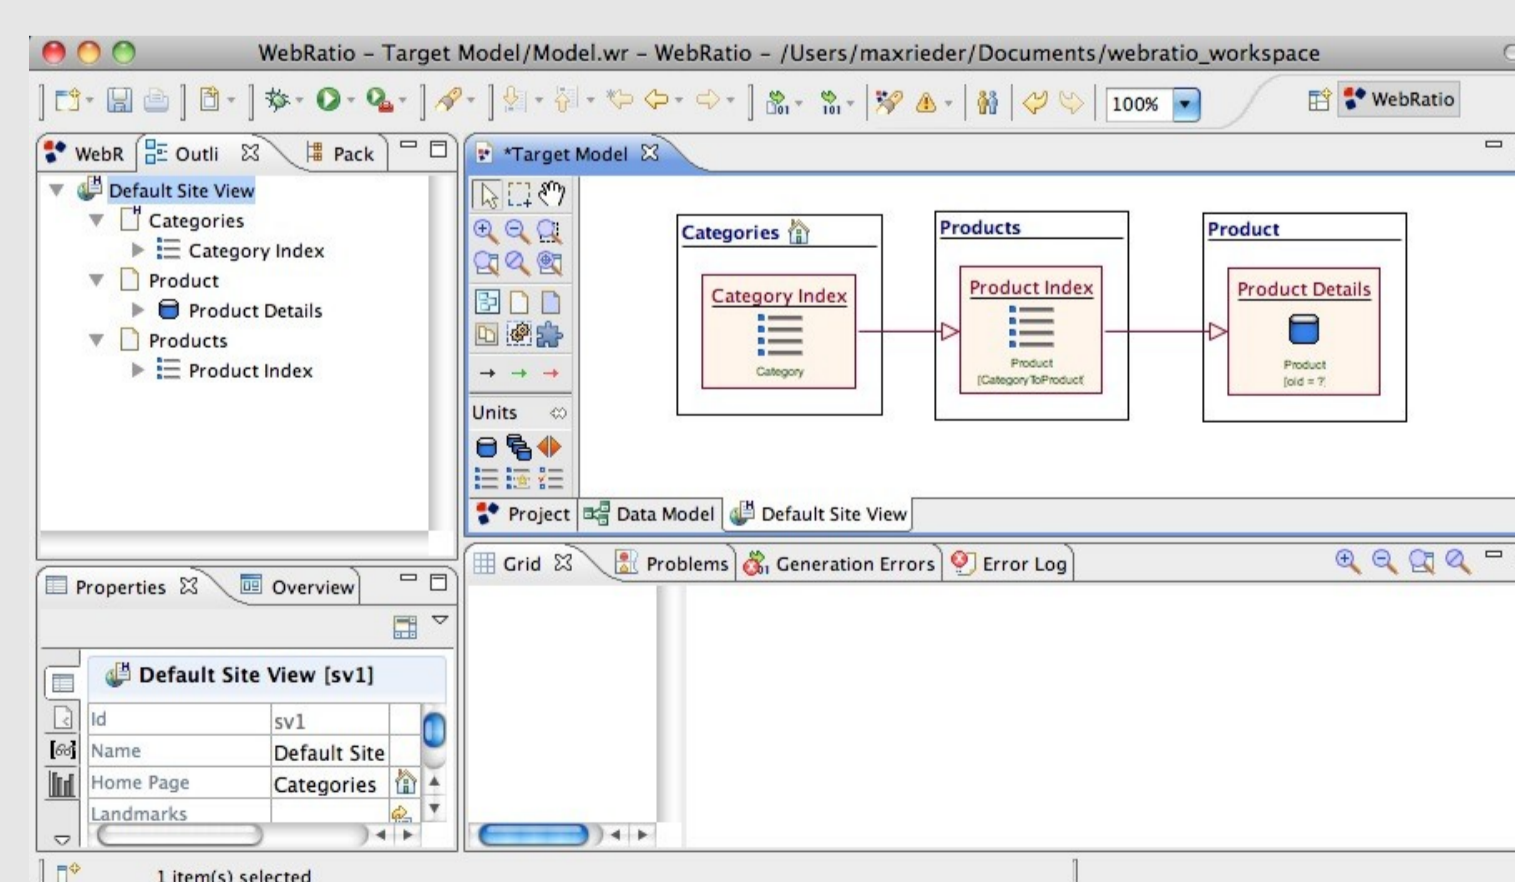 WebRatio – Target Model/Model.wr – WebRatio – /Users/maxrieder/Documents/webratio_workspace
100%
WebRatio
WebR
Outli
Pack
Default Site View
Categories
Category Index
Product
Product Details
Products
Product Index
*Target Model
Units
Categories
Category Index
Category
Products
Product Index
Product
[CategoryToProduct]
Product
Product Details
Product
[oid = ?]
Project
Data Model
Default Site View
Properties
Overview
Default Site View [sv1]
Id sv1
Name Default Site
Home Page Categories
Landmarks
Grid
Problems
Generation Errors
Error Log
1 item(s) selected